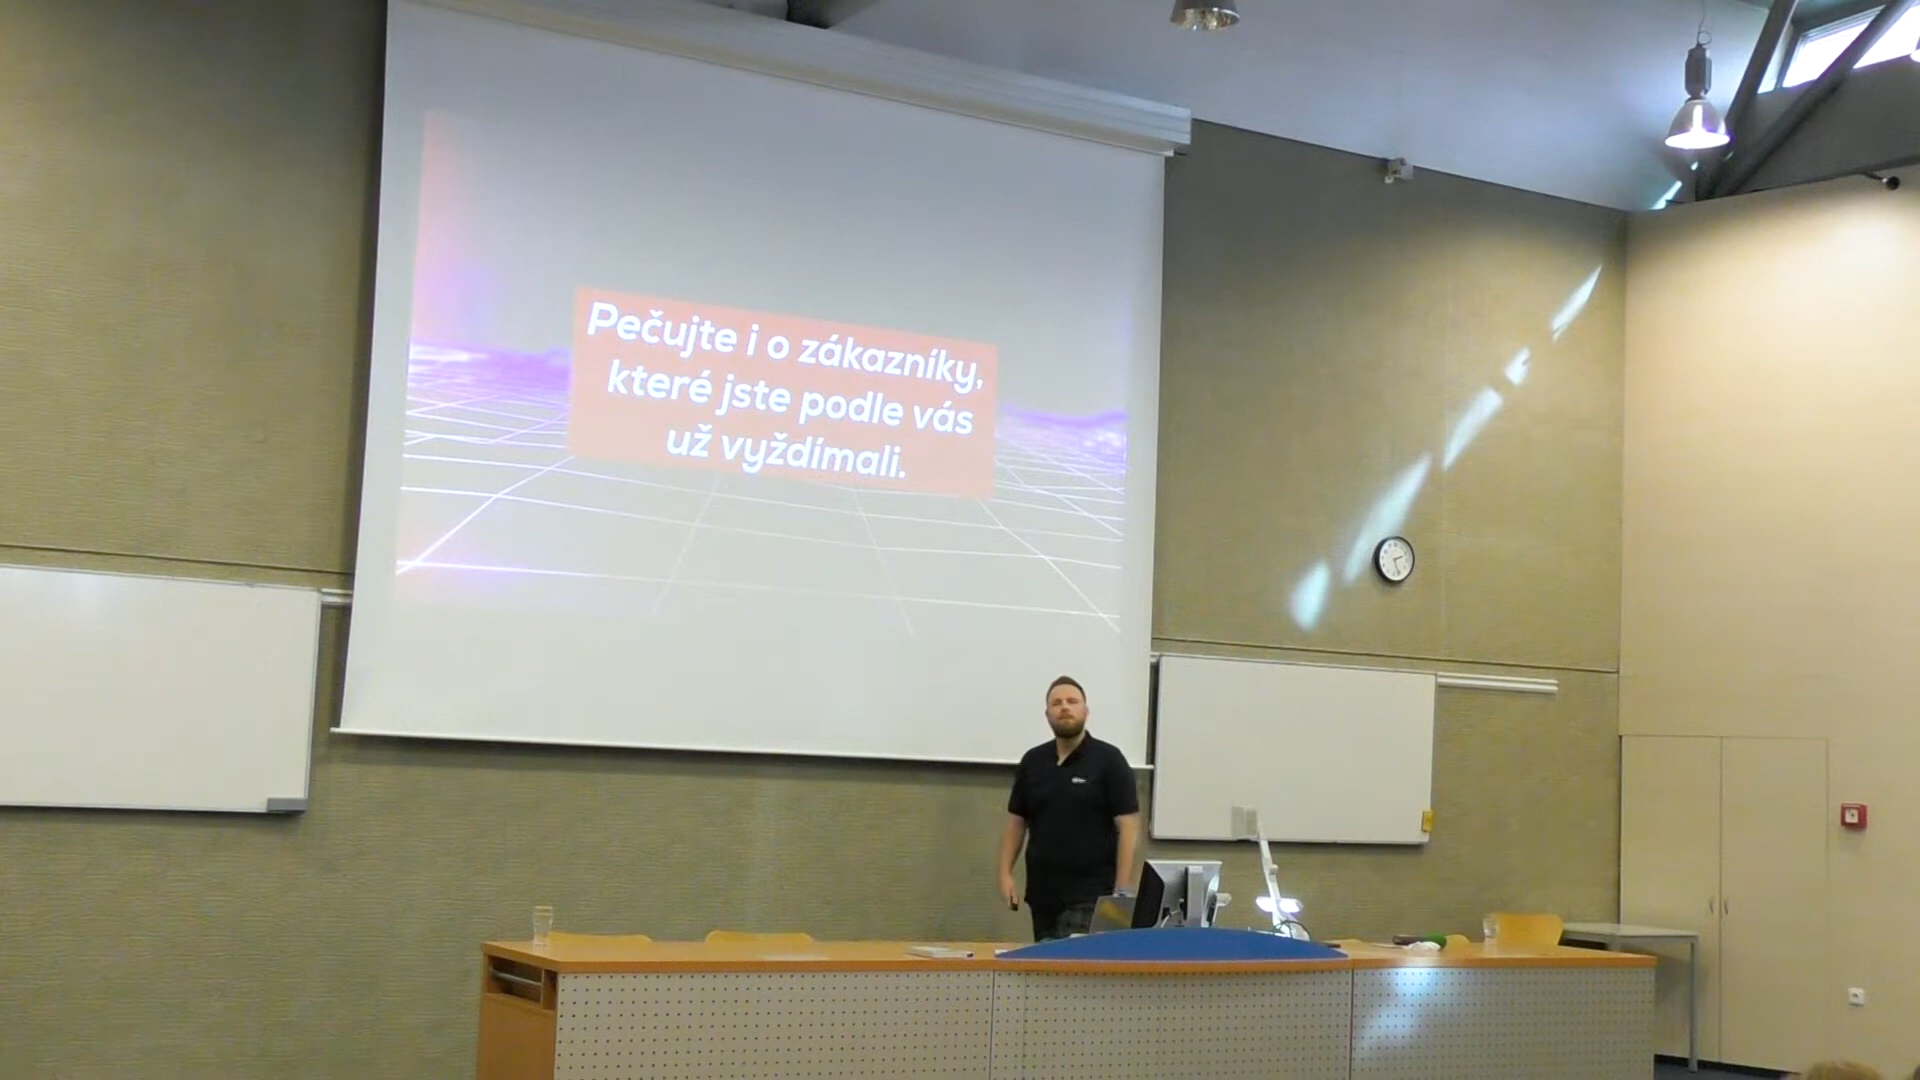 Pečujte i o zákazníky,
které jste podle vás
už vyždímali.